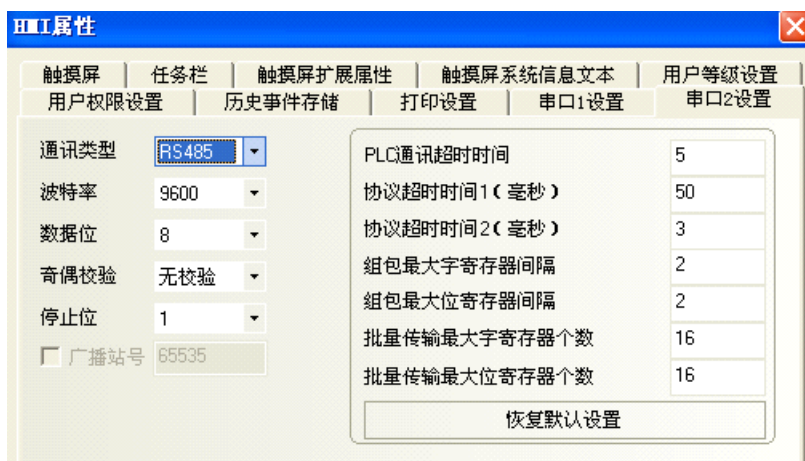 HMI属性
触摸屏 任务栏 触摸屏扩展属性 触摸屏系统信息文本 用户等级设置
用户权限设置 历史事件存储 打印设置 串口1设置 串口2设置
通讯类型 RS485
波特率 9600
数据位 8
奇偶校验 无校验
停止位 1
广播站号 65535
PLC通讯超时时间 5
协议超时时间1(毫秒) 50
协议超时时间2(毫秒) 3
组包最大字寄存器间隔 2
组包最大位寄存器间隔 2
批量传输最大字寄存器个数 16
批量传输最大位寄存器个数 16
恢复默认设置